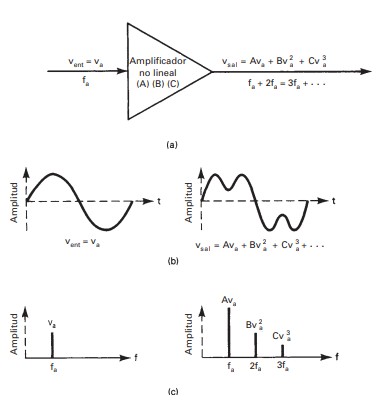 v_ent = v_a
f_a
Amplificador
no lineal
(A) (B) (C)
v_sal = Av_a + Bv_a^2 + Cv_a^3
f_a + 2f_a = 3f_a + · · ·
(a)
Amplitud
t
v_ent = v_a
Amplitud
t
v_sal = Av_a + Bv_a^2 + Cv_a^3 + · · ·
(b)
Amplitud
v_a
f_a
f
Amplitud
Av_a
Bv_a^2
Cv_a^3
f_a 2f_a 3f_a
f
(c)